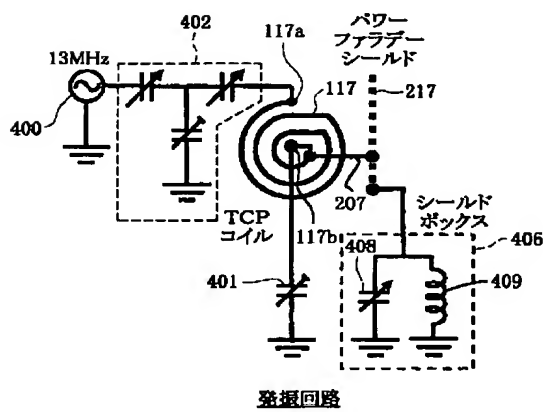 パワー
ファラデー
シールド
402
117a
13MHz
117
217
400
207
シールド
ボックス
TCP
コイル
117b
408
406
401
409
発振回路